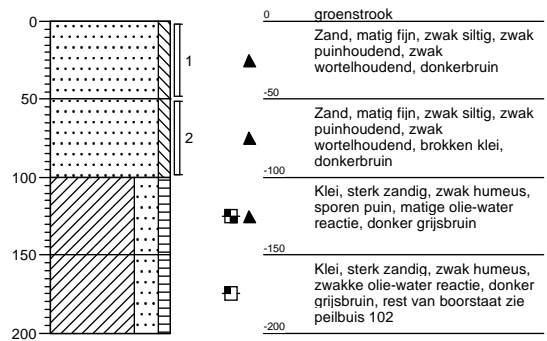 0
0
groenstrook
Zand, matig fijn, zwak siltig, zwak
puinhoudend, zwak
wortelhoudend, donkerbruin
1
50
-50
Zand, matig fijn, zwak siltig, zwak
puinhoudend, zwak
wortelhoudend, brokken klei,
donkerbruin
2
100
-100
Klei, sterk zandig, zwak humeus,
sporen puin, matige olie-water
reactie, donker grijsbruin
150
-150
Klei, sterk zandig, zwak humeus,
zwakke olie-water reactie, donker
grijsbruin, rest van boorstaat zie
peilbuis 102
200
-200